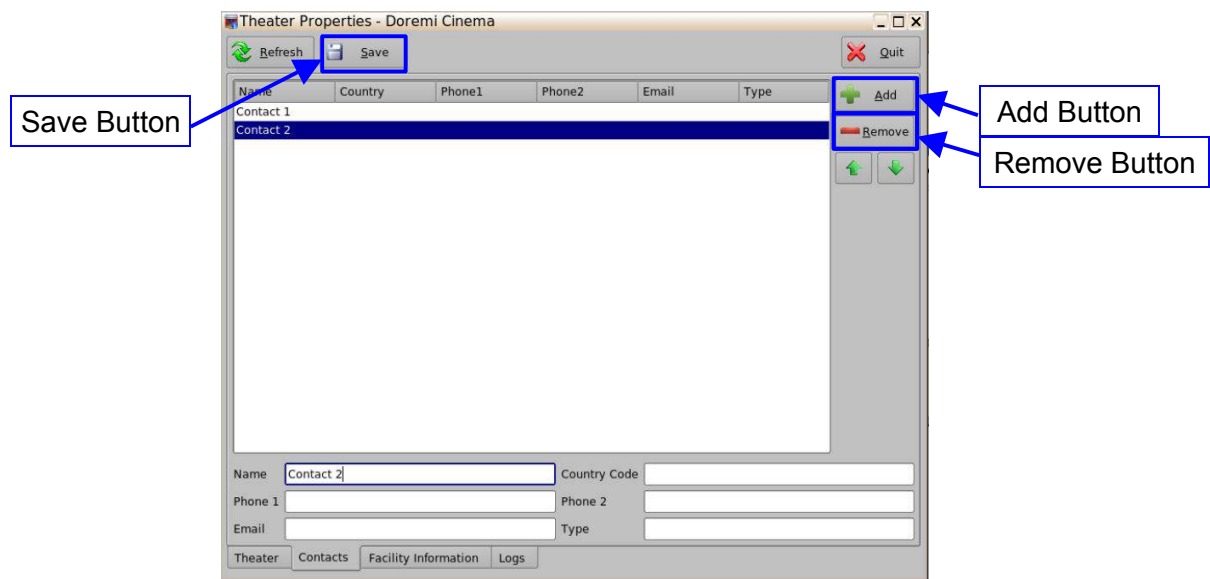 Theater Properties - Doremi Cinema
Refresh Save Quit
Name Country Phone1 Phone2 Email Type Add
Contact 1
Contact 2
Remove
Save Button
Add Button
Remove Button
Name Contact 2 Country Code
Phone 1 Phone 2
Email Type
Theater Contacts Facility Information Logs